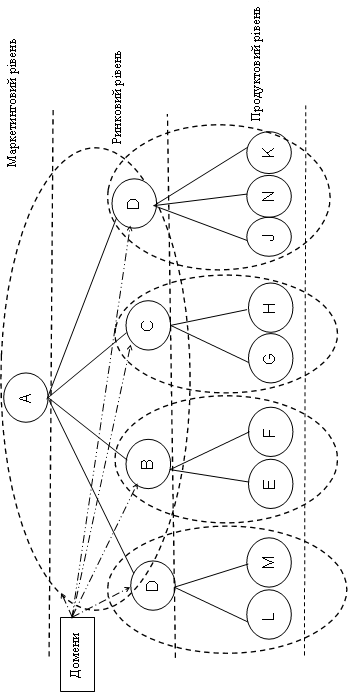 Маркетинговий рівень
Ринковий рівень
Продуктовий рівень
A
D
B
C
D
L
M
E
F
G
H
J
N
K
Домени